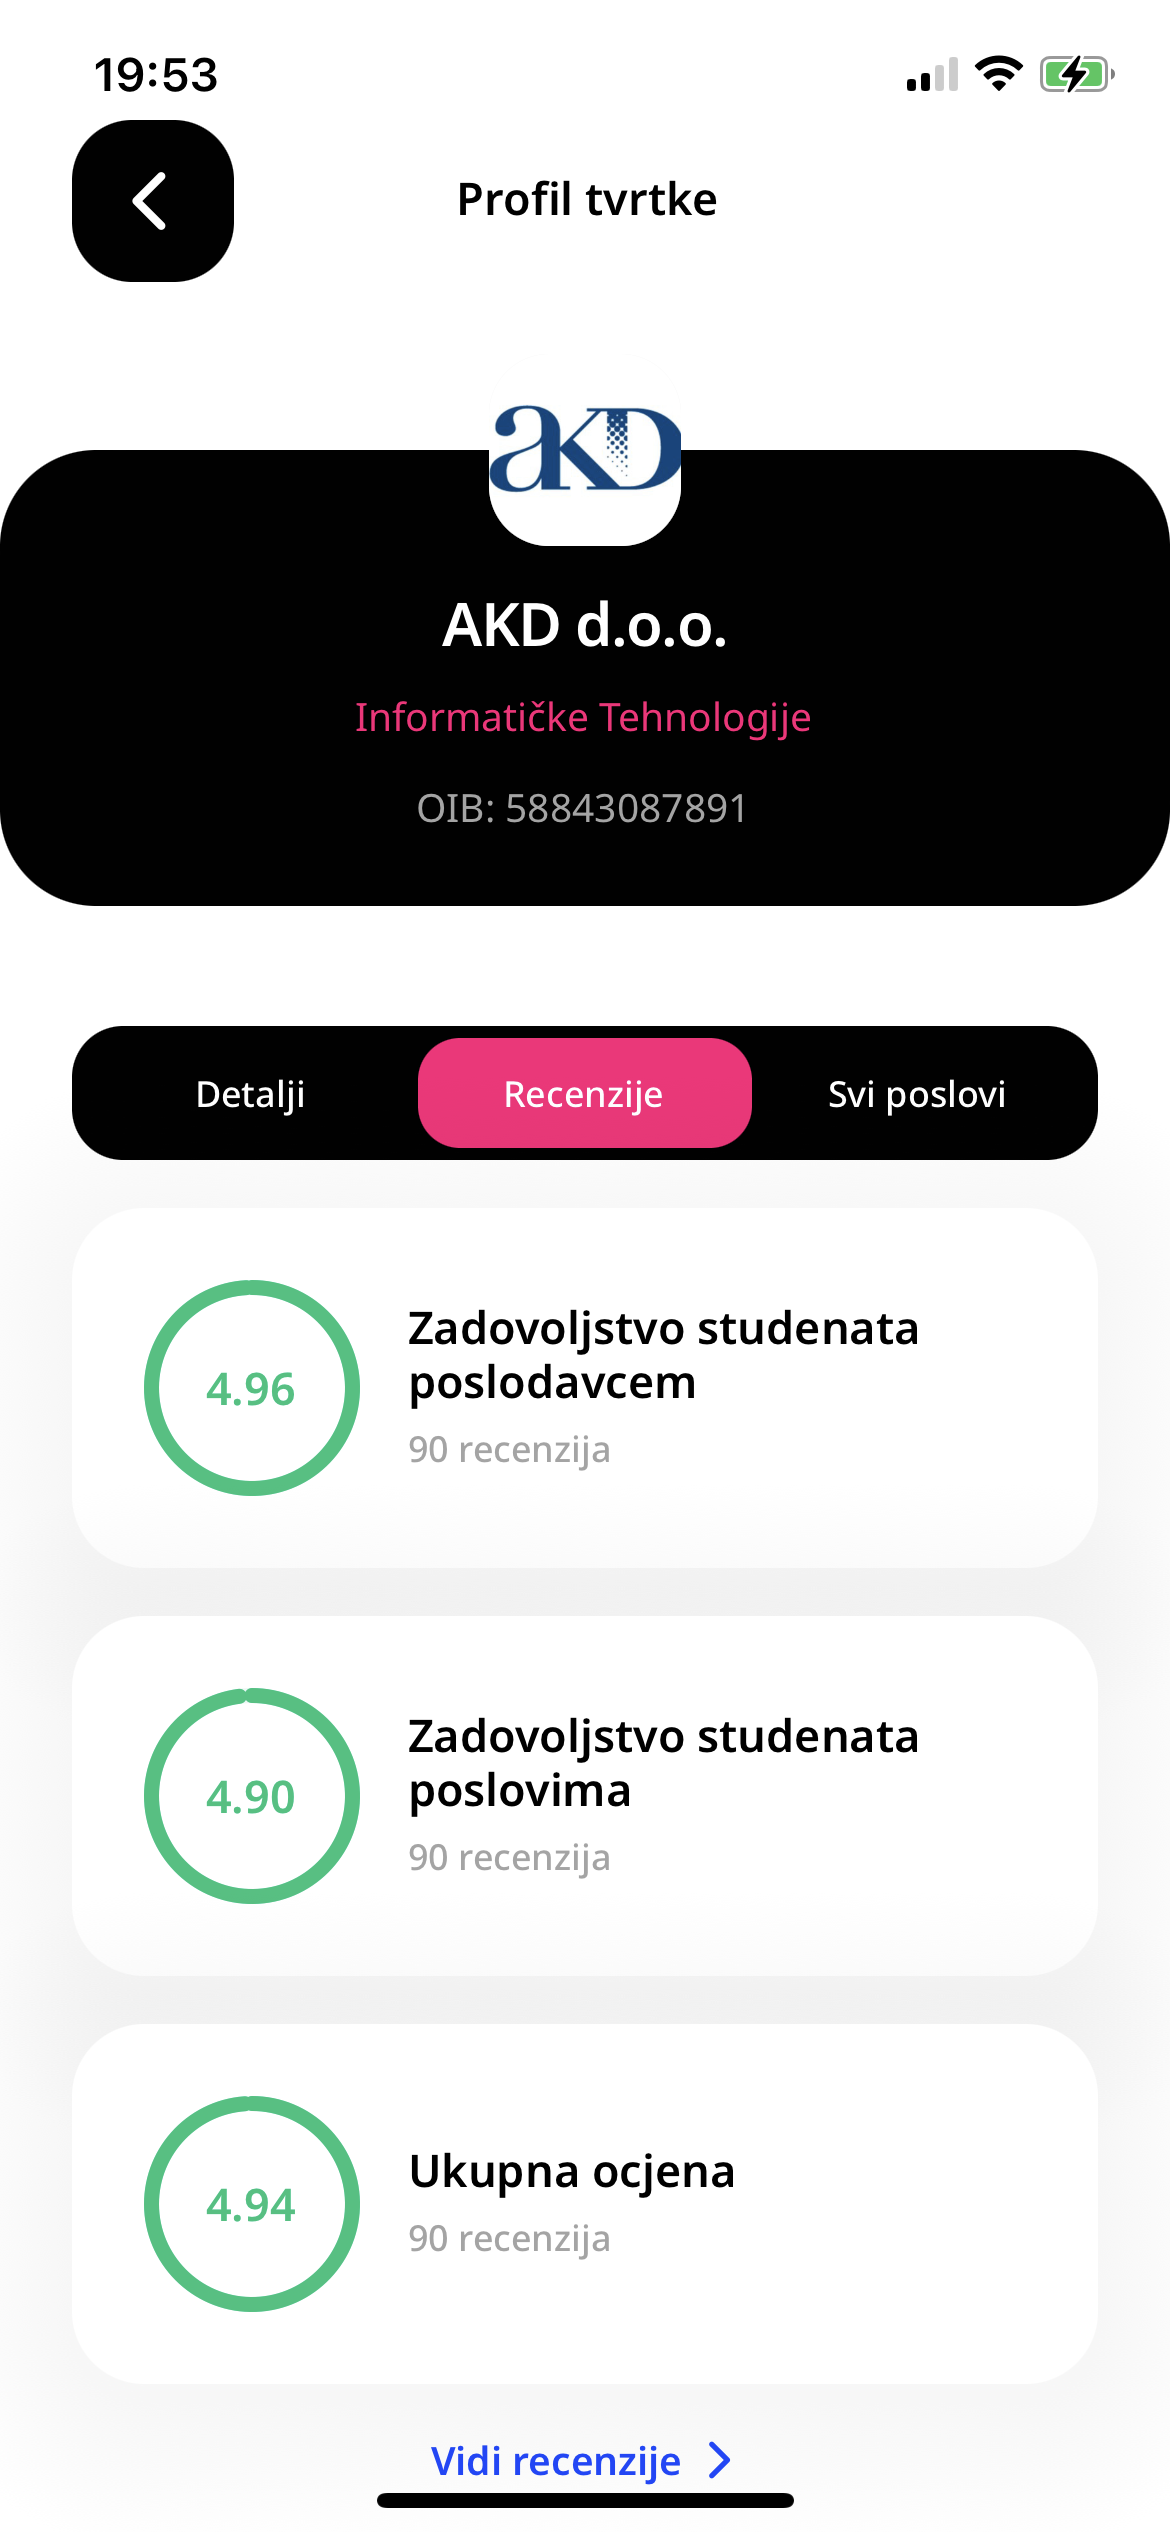 19:53
Profil tvrtke
aKD
AKD d.o.o.
Informatičke Tehnologije
OIB: 58843087891
Detalji
Recenzije
Svi poslovi
4.96
Zadovoljstvo studenata
poslodavcem
90 recenzija
4.90
Zadovoljstvo studenata
poslovima
90 recenzija
4.94
Ukupna ocjena
90 recenzija
Vidi recenzije